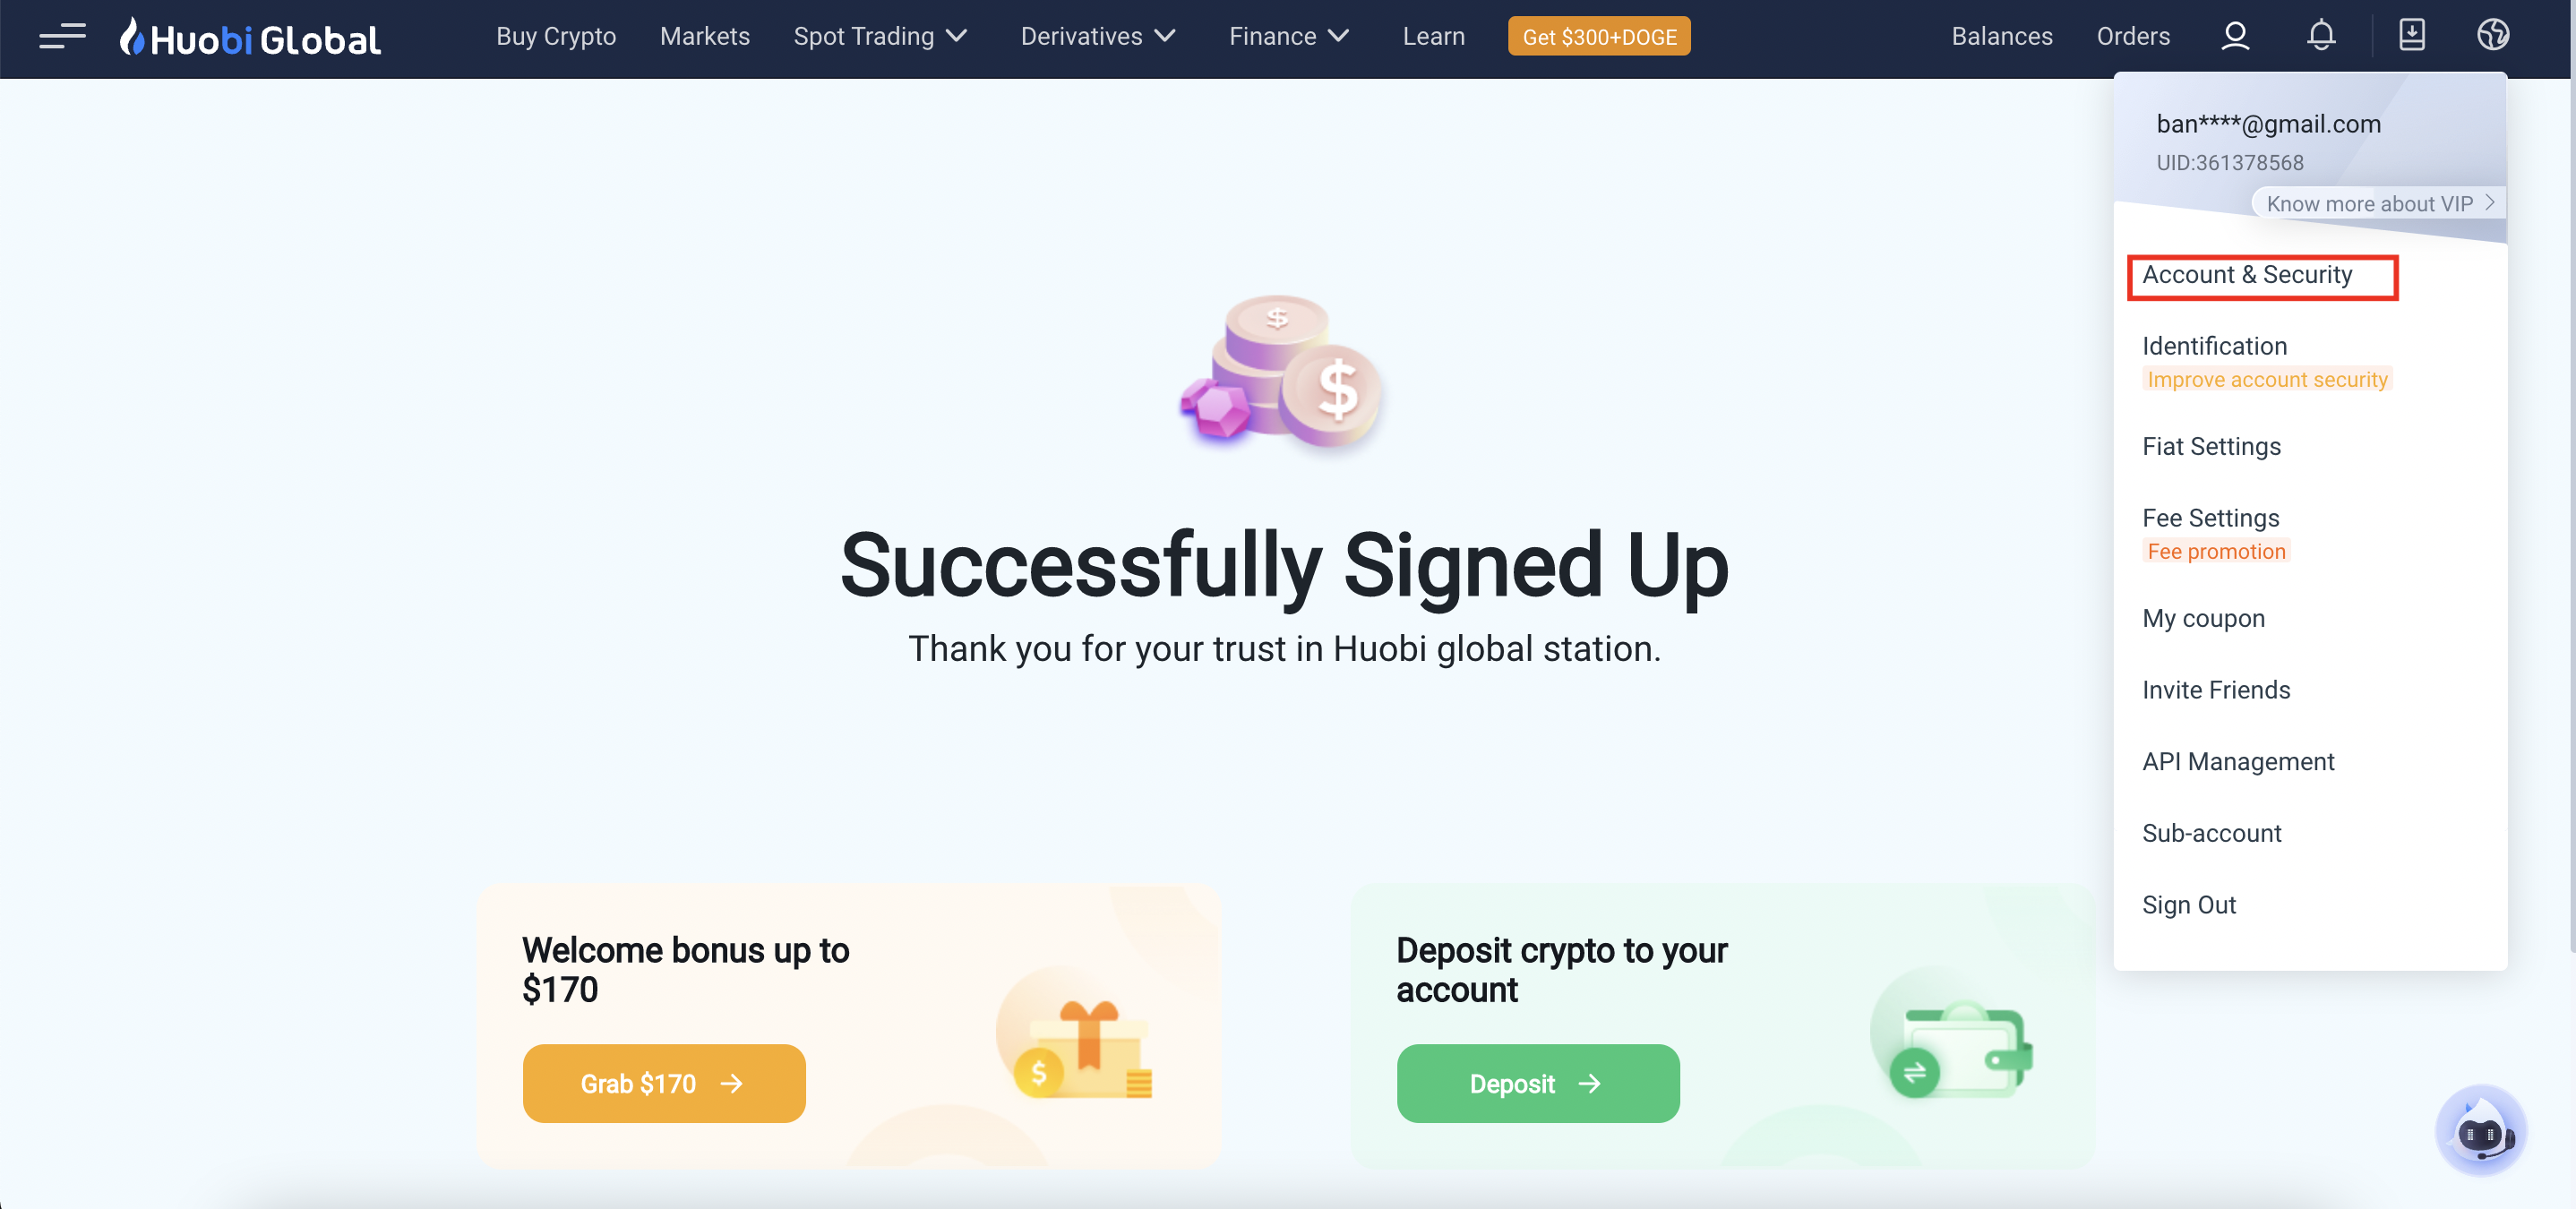 Huobi Global
Buy Crypto
Markets
Spot Trading
Derivatives
Finance
Learn
Get $300+DOGE
Balances
Orders
ban****@gmail.com
UID:361378568
Know more about VIP
Account & Security
Identification
Improve account security
Fiat Settings
Fee Settings
Fee promotion
My coupon
Invite Friends
API Management
Sub-account
Sign Out
$
$
Successfully Signed Up
Thank you for your trust in Huobi global station.
Welcome bonus up to
$170
Grab $170
$
Deposit crypto to your
account
Deposit